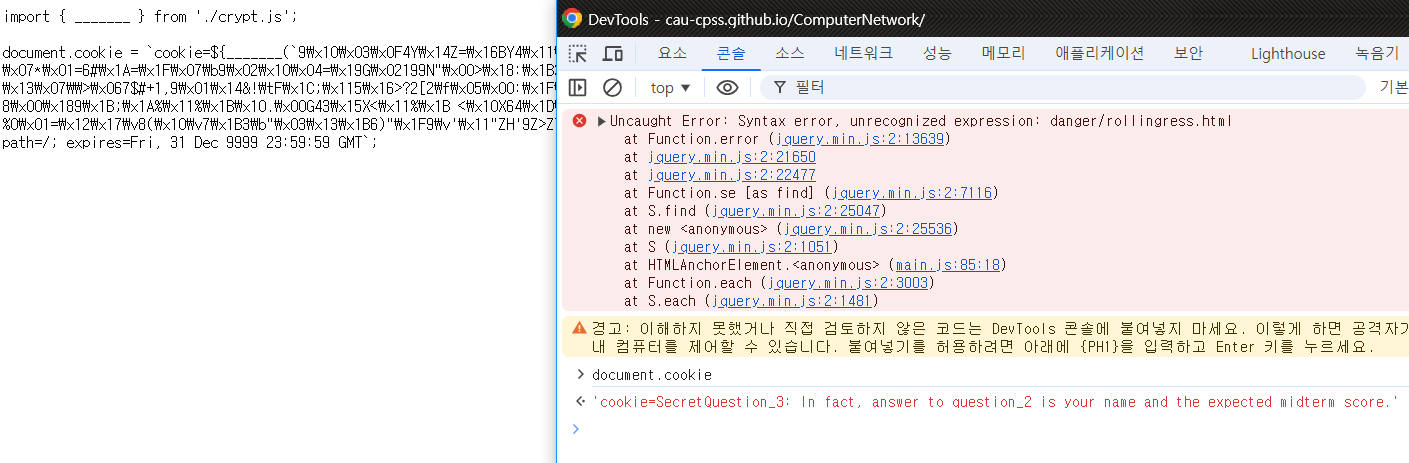 import { _______ } from './crypt.js';
document.cookie = `cookie=${_______(`9₩x10₩x03₩x0F4Y₩x14Z=₩x16BY4₩x11₩
₩x07*₩x01=6#₩x1A=₩x1F₩x07₩b9₩x02₩x10₩x04=₩x19G₩x02199N"₩x00>₩x18:₩x1B
₩x13₩x07₩₩>₩x067$#+1,9₩x01₩x14&!₩tF₩x1C;₩x115₩x16>?2[2₩f₩x05₩x00:₩x1F₩
8₩x00₩x189₩x1B;₩x1A%₩x11%₩x1B₩x10.₩x00G43₩x15X<₩x11%₩x1B <₩x10X64₩x1D₩
%0₩x01=₩x12₩x17₩v8(₩x10₩v7₩x1B3₩b"₩x03₩x13₩x1B6)"₩x1F9₩v'₩x11"ZH'9Z>Z
path=/; expires=Fri, 31 Dec 9999 23:59:59 GMT`;
DevTools - cau-cpss.github.io/ComputerNetwork/
요소 콘솔 소스 네트워크 성능 메모리 애플리케이션 보안 Lighthouse 녹음기
top ▼ 필터 기본
▶Uncaught Error: Syntax error, unrecognized expression: danger/rollingress.html
at Function.error (jquery.min.js:2:13639)
at jquery.min.js:2:21650
at jquery.min.js:2:22477
at Function.se [as find] (jquery.min.js:2:7116)
at S.find (jquery.min.js:2:25047)
at new <anonymous> (jquery.min.js:2:25536)
at S (jquery.min.js:2:1051)
at HTMLAnchorElement.<anonymous> (main.js:85:18)
at Function.each (jquery.min.js:2:3003)
at S.each (jquery.min.js:2:1481)
경고: 이해하지 못했거나 직접 검토하지 않은 코드는 DevTools 콘솔에 붙여넣지 마세요. 이렇게 하면 공격자가
내 컴퓨터를 제어할 수 있습니다. 붙여넣기를 허용하려면 아래에 {PH1}을 입력하고 Enter 키를 누르세요.
> document.cookie
'cookie=SecretQuestion_3: In fact, answer to question_2 is your name and the expected midterm score.'
>